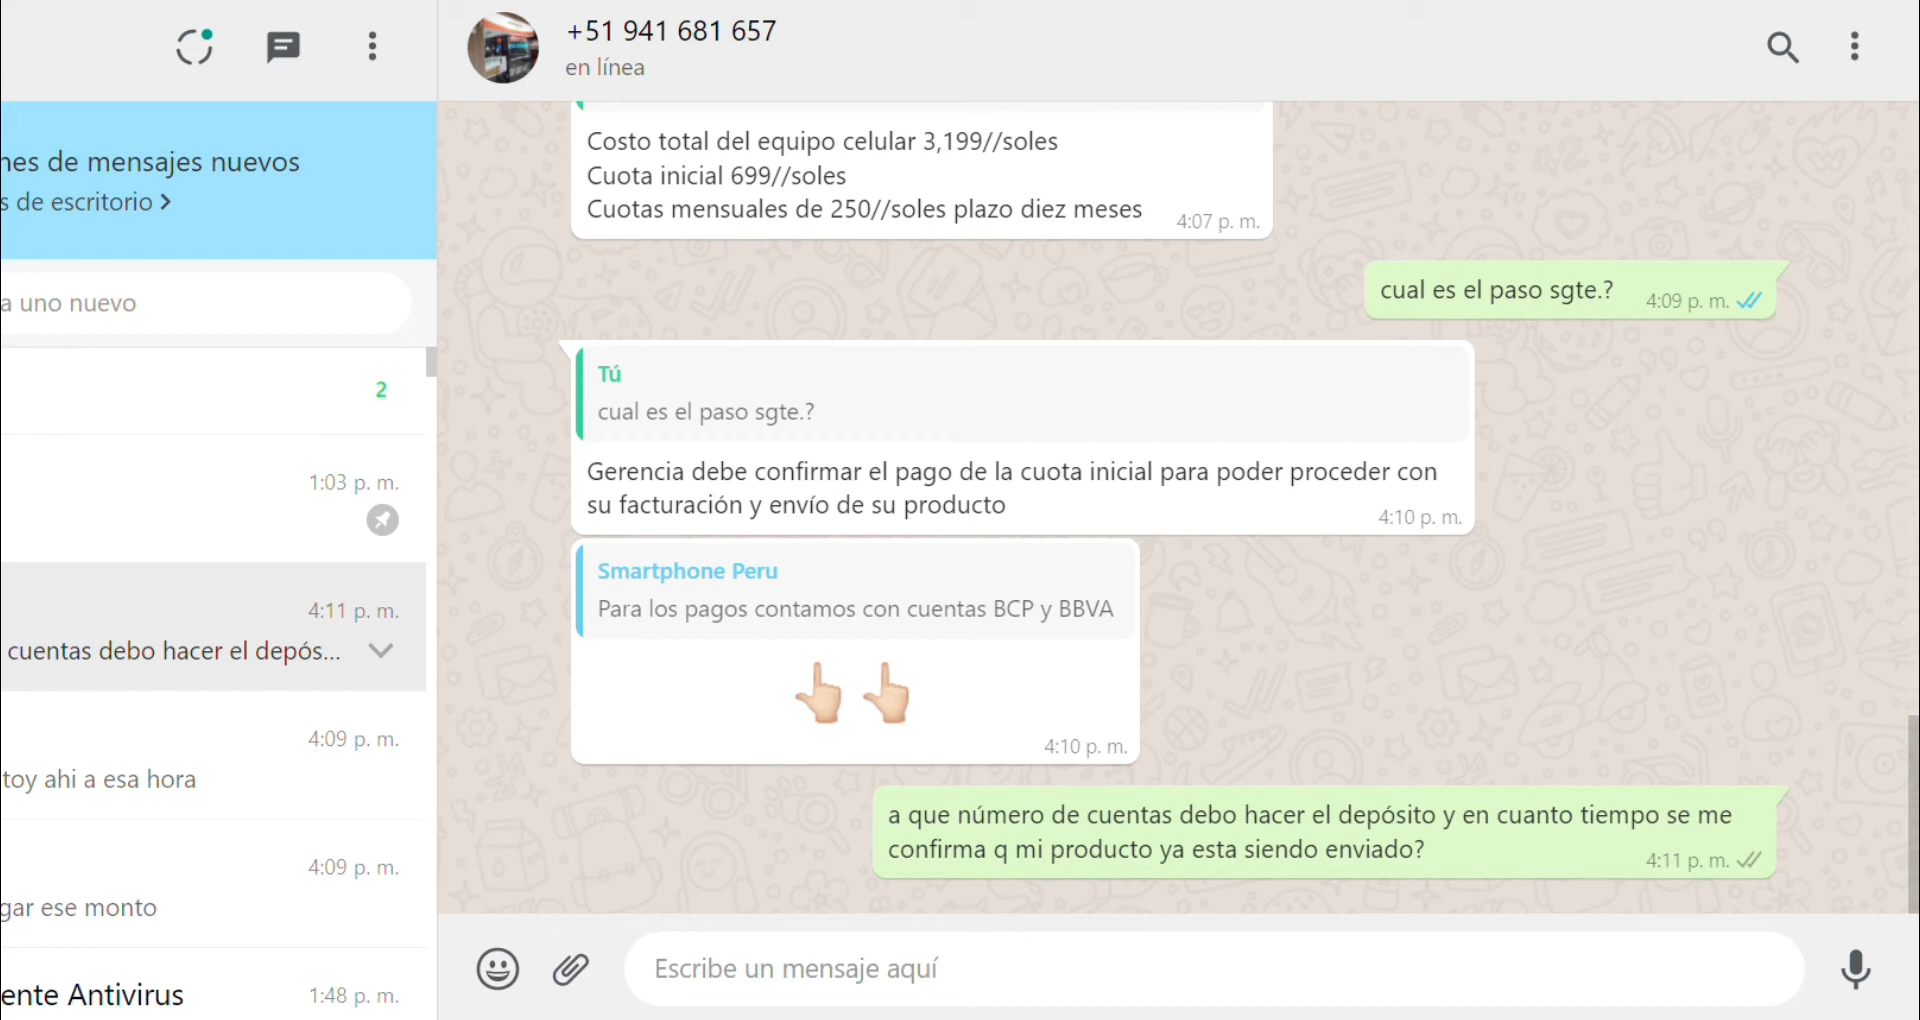 +51 941 681 657
en línea
nes de mensajes nuevos
s de escritorio >
a uno nuevo
2
1:03 p. m.
4:11 p. m.
cuentas debo hacer el depós...
4:09 p. m.
toy ahi a esa hora
4:09 p. m.
gar ese monto
ente Antivirus
1:48 p. m.
Costo total del equipo celular 3,199//soles
Cuota inicial 699//soles
Cuotas mensuales de 250//soles plazo diez meses
4:07 p. m.
cual es el paso sgte.?
4:09 p. m.
Tú
cual es el paso sgte.?
Gerencia debe confirmar el pago de la cuota inicial para poder proceder con
su facturación y envío de su producto
4:10 p. m.
Smartphone Peru
Para los pagos contamos con cuentas BCP y BBVA
👆🏻 👆🏻
4:10 p. m.
a que número de cuentas debo hacer el depósito y en cuanto tiempo se me
confirma q mi producto ya esta siendo enviado?
4:11 p. m.
Escribe un mensaje aquí